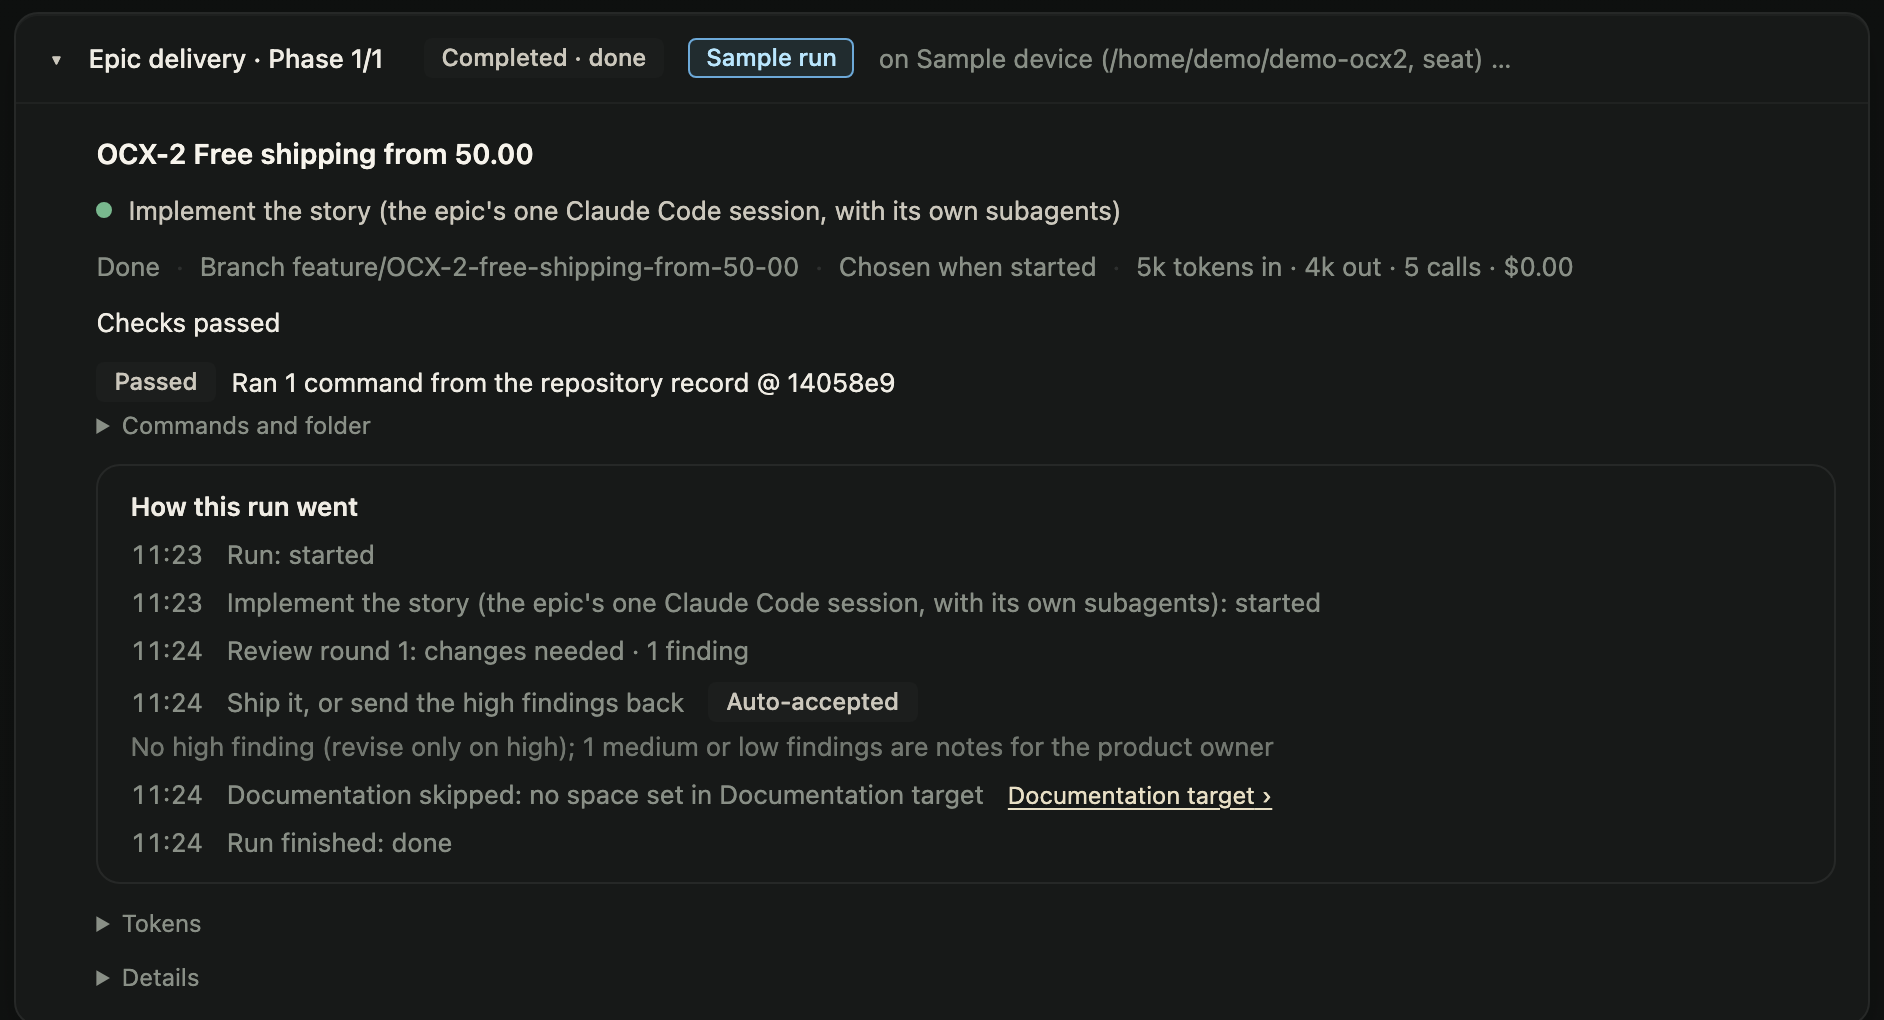 Epic delivery · Phase 1/1 Completed · done Sample run on Sample device (/home/demo/demo-ocx2, seat) ...
OCX-2 Free shipping from 50.00
Implement the story (the epic's one Claude Code session, with its own subagents)
Done · Branch feature/OCX-2-free-shipping-from-50-00 · Chosen when started · 5k tokens in · 4k out · 5 calls · $0.00
Checks passed
Passed Ran 1 command from the repository record @ 14058e9
Commands and folder
How this run went
11:23 Run: started
11:23 Implement the story (the epic's one Claude Code session, with its own subagents): started
11:24 Review round 1: changes needed · 1 finding
11:24 Ship it, or send the high findings back Auto-accepted
No high finding (revise only on high); 1 medium or low findings are notes for the product owner
11:24 Documentation skipped: no space set in Documentation target Documentation target ›
11:24 Run finished: done
Tokens
Details